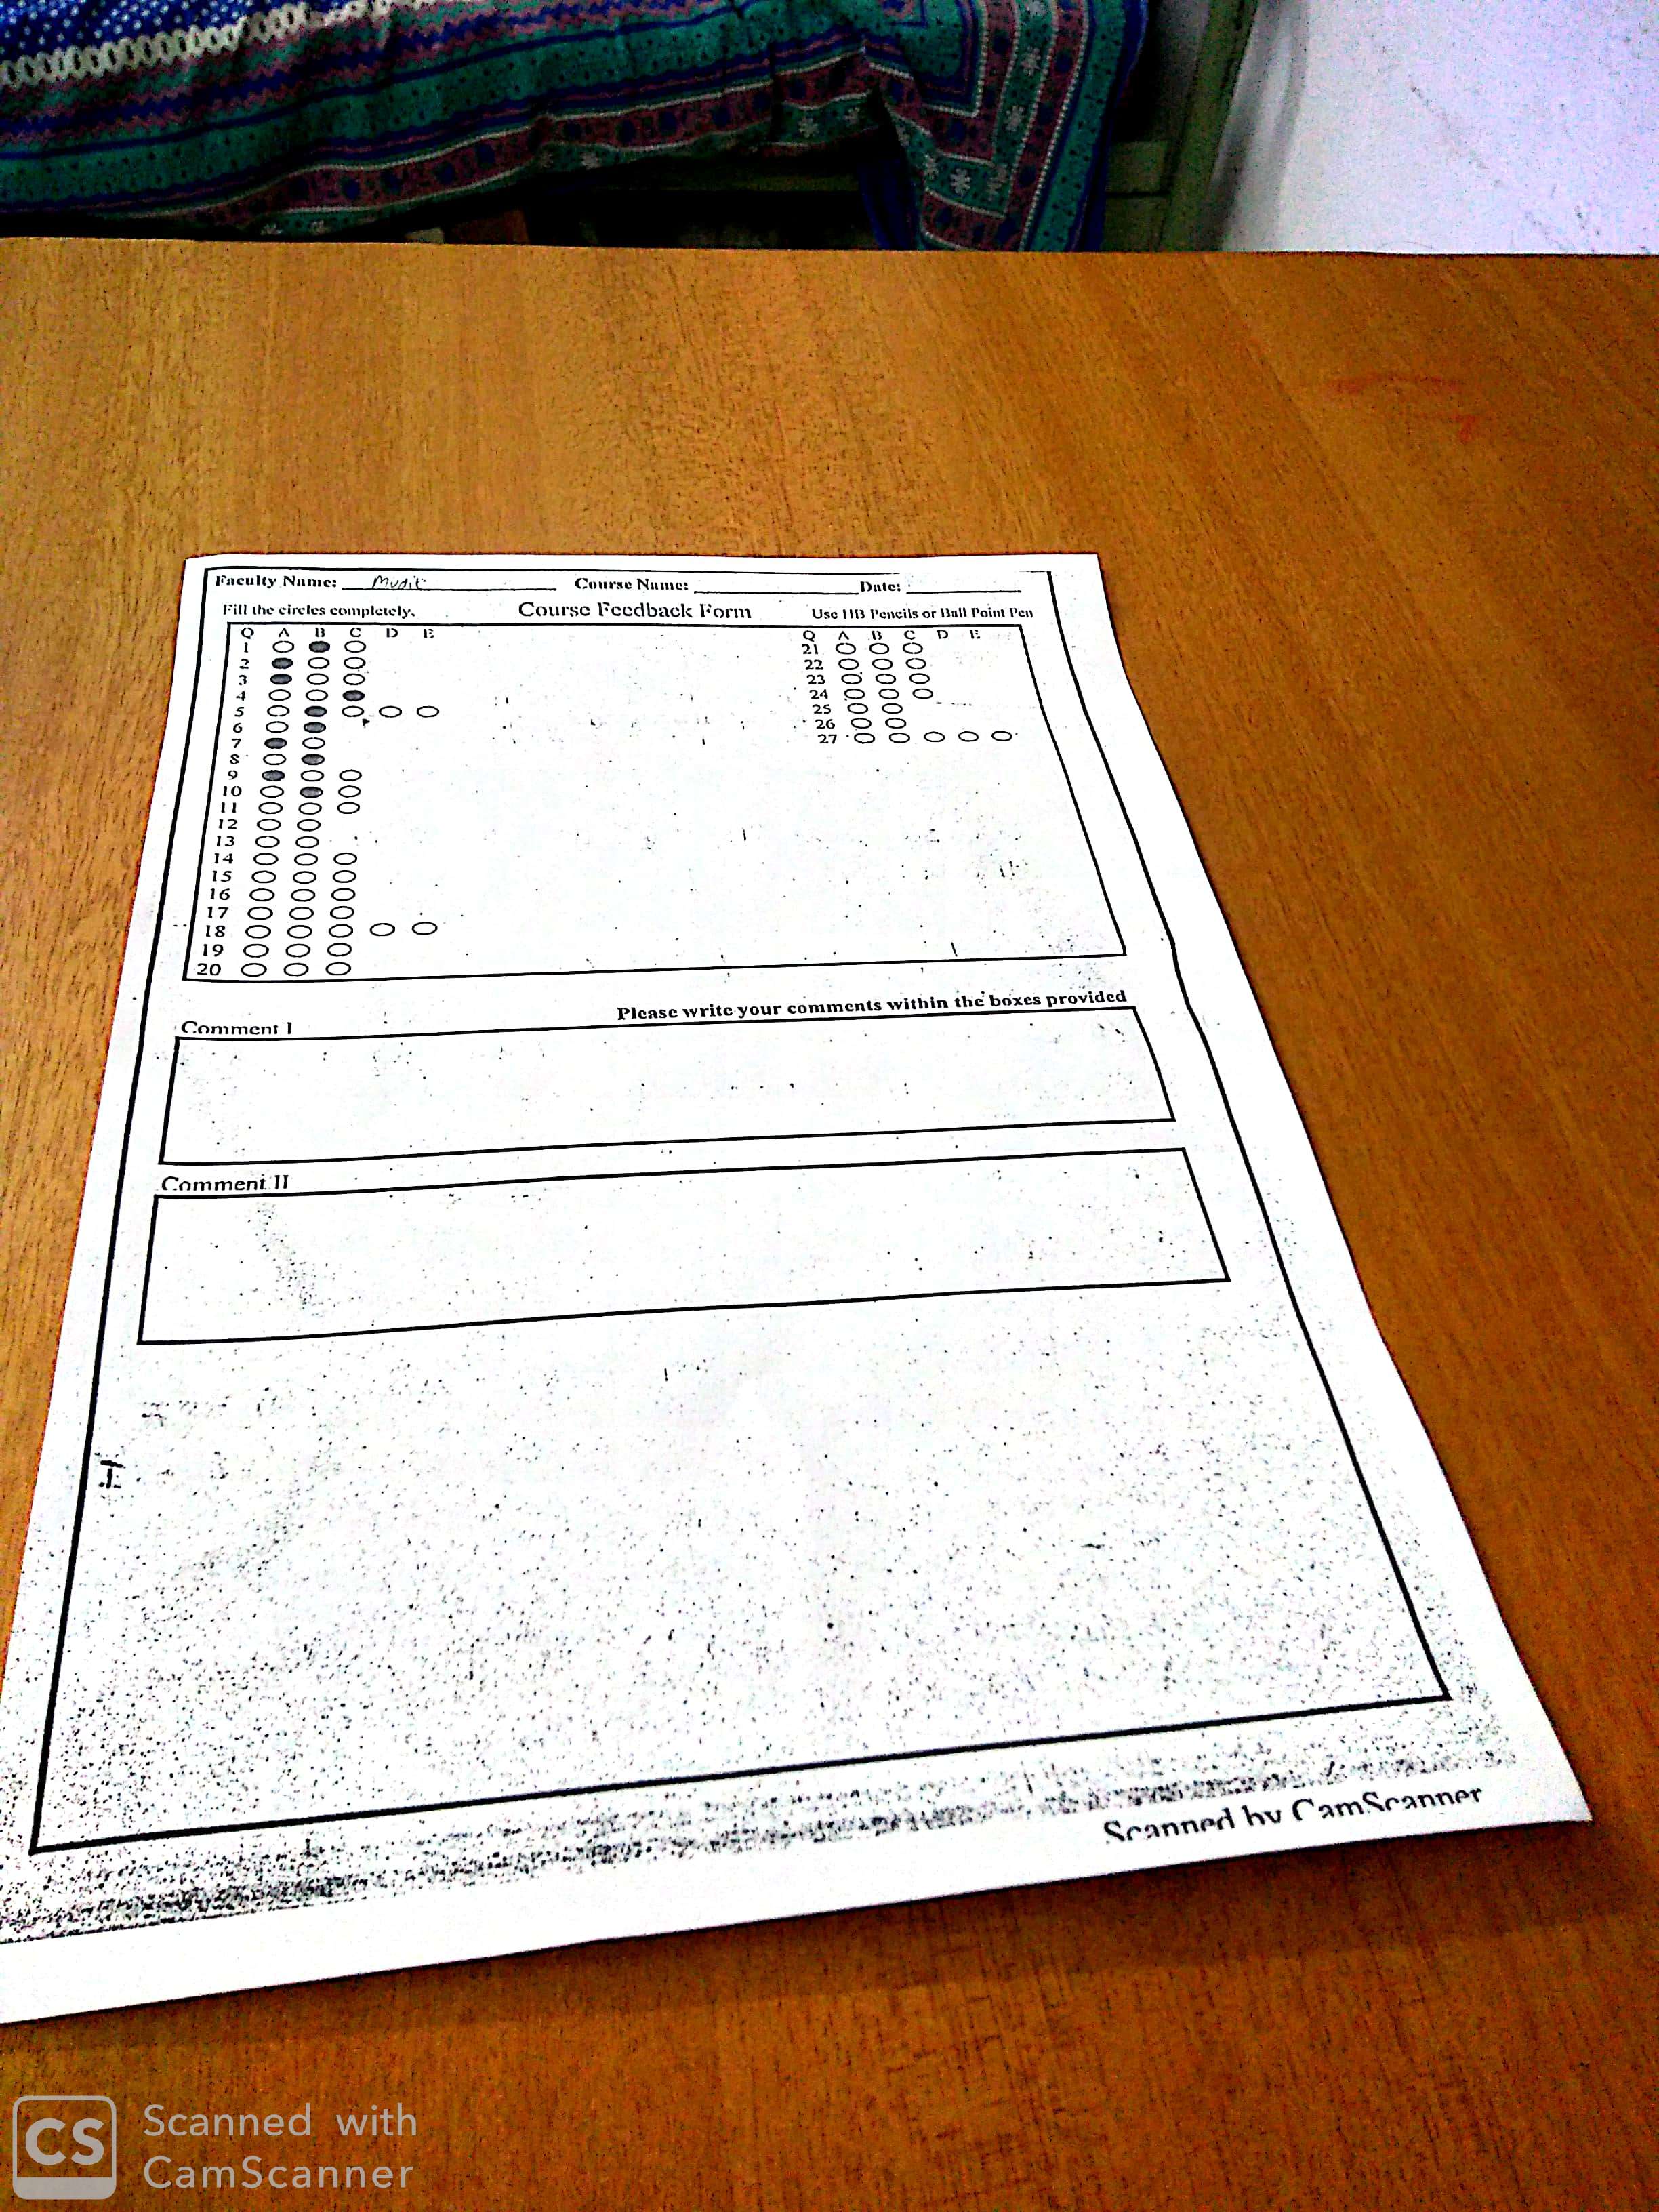 Faculty Name: Mudit Course Name: Date:
Fill the circles completely. Course Feedback Form Use HB Pencils or Ball Point Pen
Q A B C D E Q A B C D E
1 21
2 22
3 23
4 24
5 25
6 26
7 27
8
9
10
11
12
13
14
15
16
17
18
19
20
Please write your comments within the boxes provided
Comment I
Comment II
I
Scanned by CamScanner
CS Scanned with
CamScanner